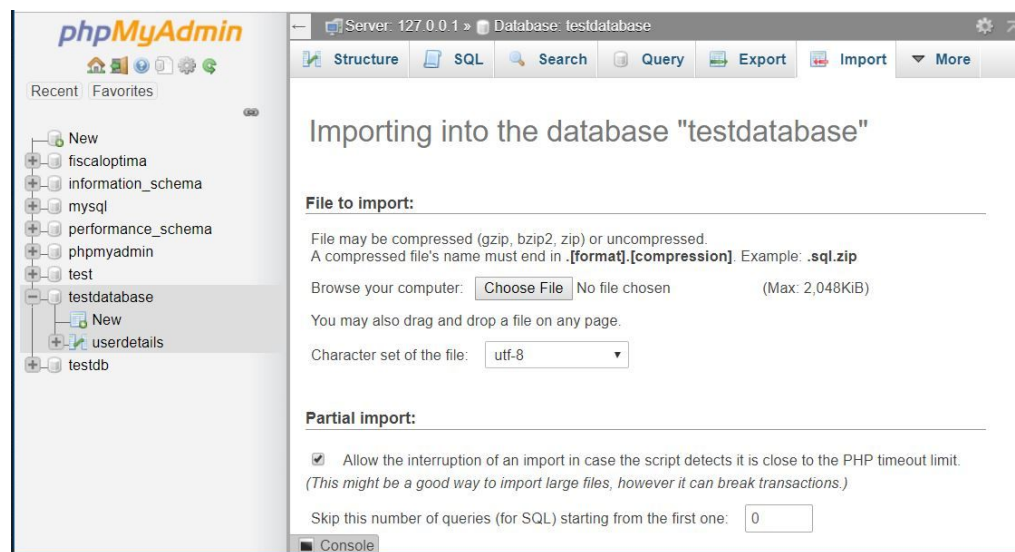 phpMyAdmin
Recent Favorites
New
fiscaloptima
information_schema
mysql
performance_schema
phpmyadmin
test
testdatabase
New
userdetails
testdb
Server: 127.0.0.1 » Database: testdatabase
Structure SQL Search Query Export Import More
Importing into the database "testdatabase"
File to import:
File may be compressed (gzip, bzip2, zip) or uncompressed.
A compressed file's name must end in .[format].[compression]. Example: .sql.zip
Browse your computer: Choose File No file chosen (Max: 2,048KiB)
You may also drag and drop a file on any page.
Character set of the file: utf-8
Partial import:
Allow the interruption of an import in case the script detects it is close to the PHP timeout limit.
(This might be a good way to import large files, however it can break transactions.)
Skip this number of queries (for SQL) starting from the first one: 0
Console